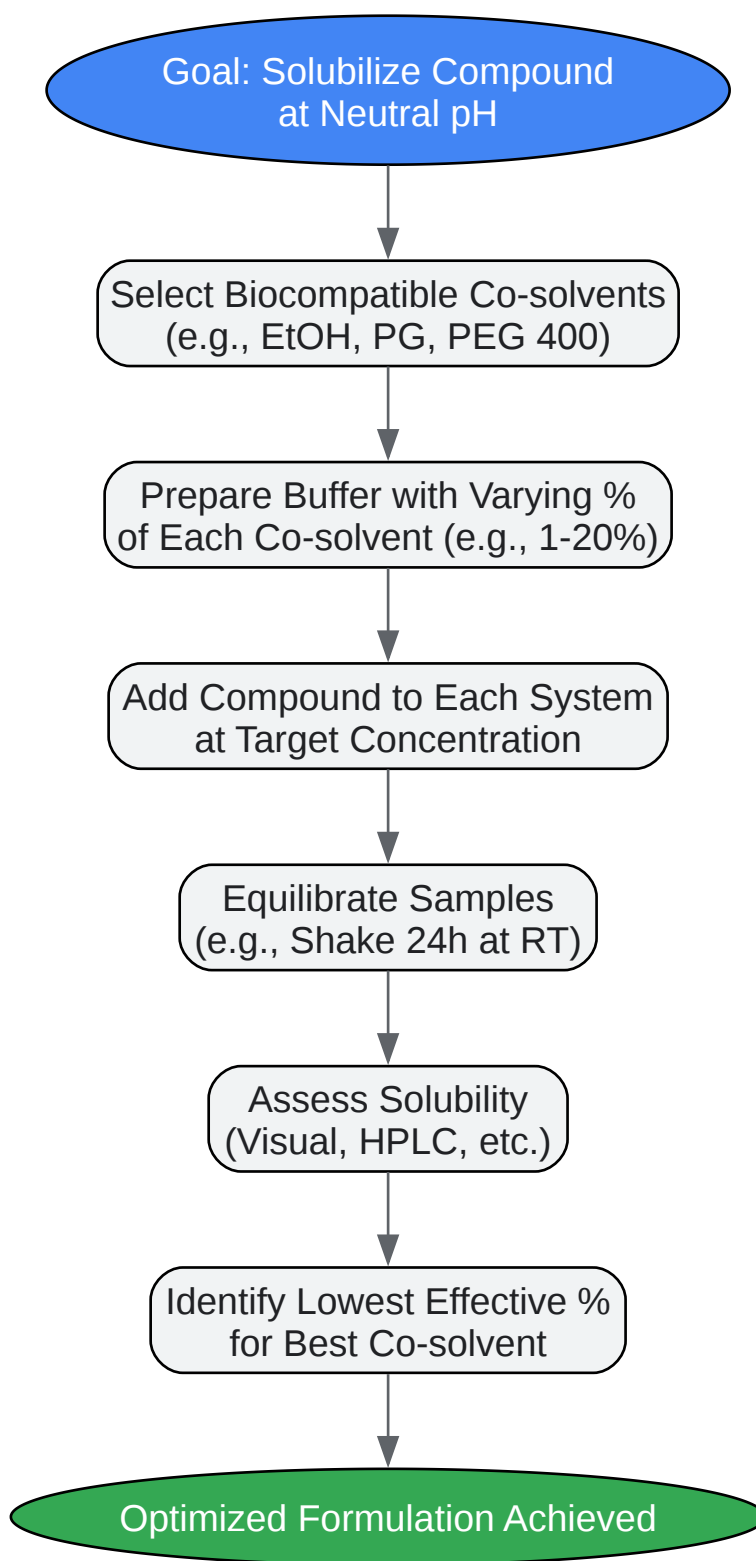 Goal: Solubilize Compound
at Neutral pH
Select Biocompatible Co-solvents
(e.g., EtOH, PG, PEG 400)
Prepare Buffer with Varying %
of Each Co-solvent (e.g., 1-20%)
Add Compound to Each System
at Target Concentration
Equilibrate Samples
(e.g., Shake 24h at RT)
Assess Solubility
(Visual, HPLC, etc.)
Identify Lowest Effective %
for Best Co-solvent
Optimized Formulation Achieved